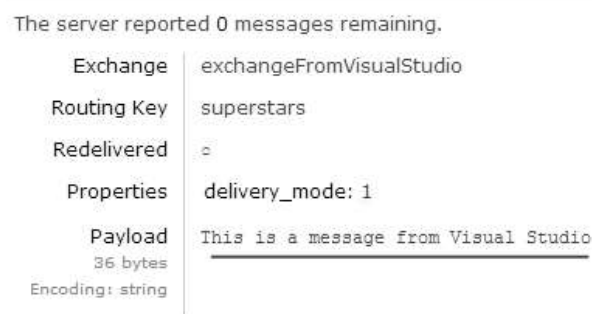 The server reported 0 messages remaining.
Exchange exchangeFromVisualStudio
Routing Key superstars
Redelivered ○
Properties delivery_mode: 1
Payload This is a message from Visual Studio
36 bytes
Encoding: string